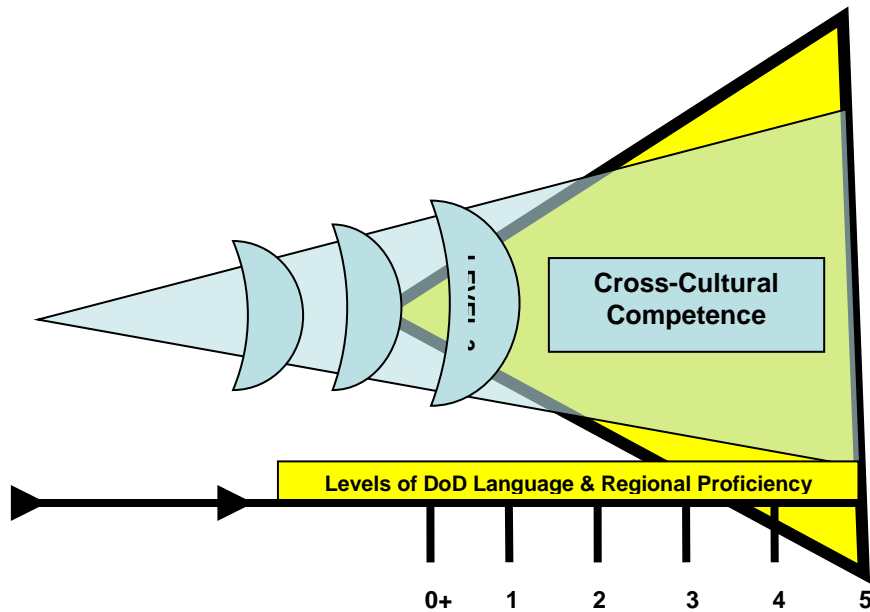 Cross-Cultural
Competence
Levels of DoD Language & Regional Proficiency
0+ 1 2 3 4 5